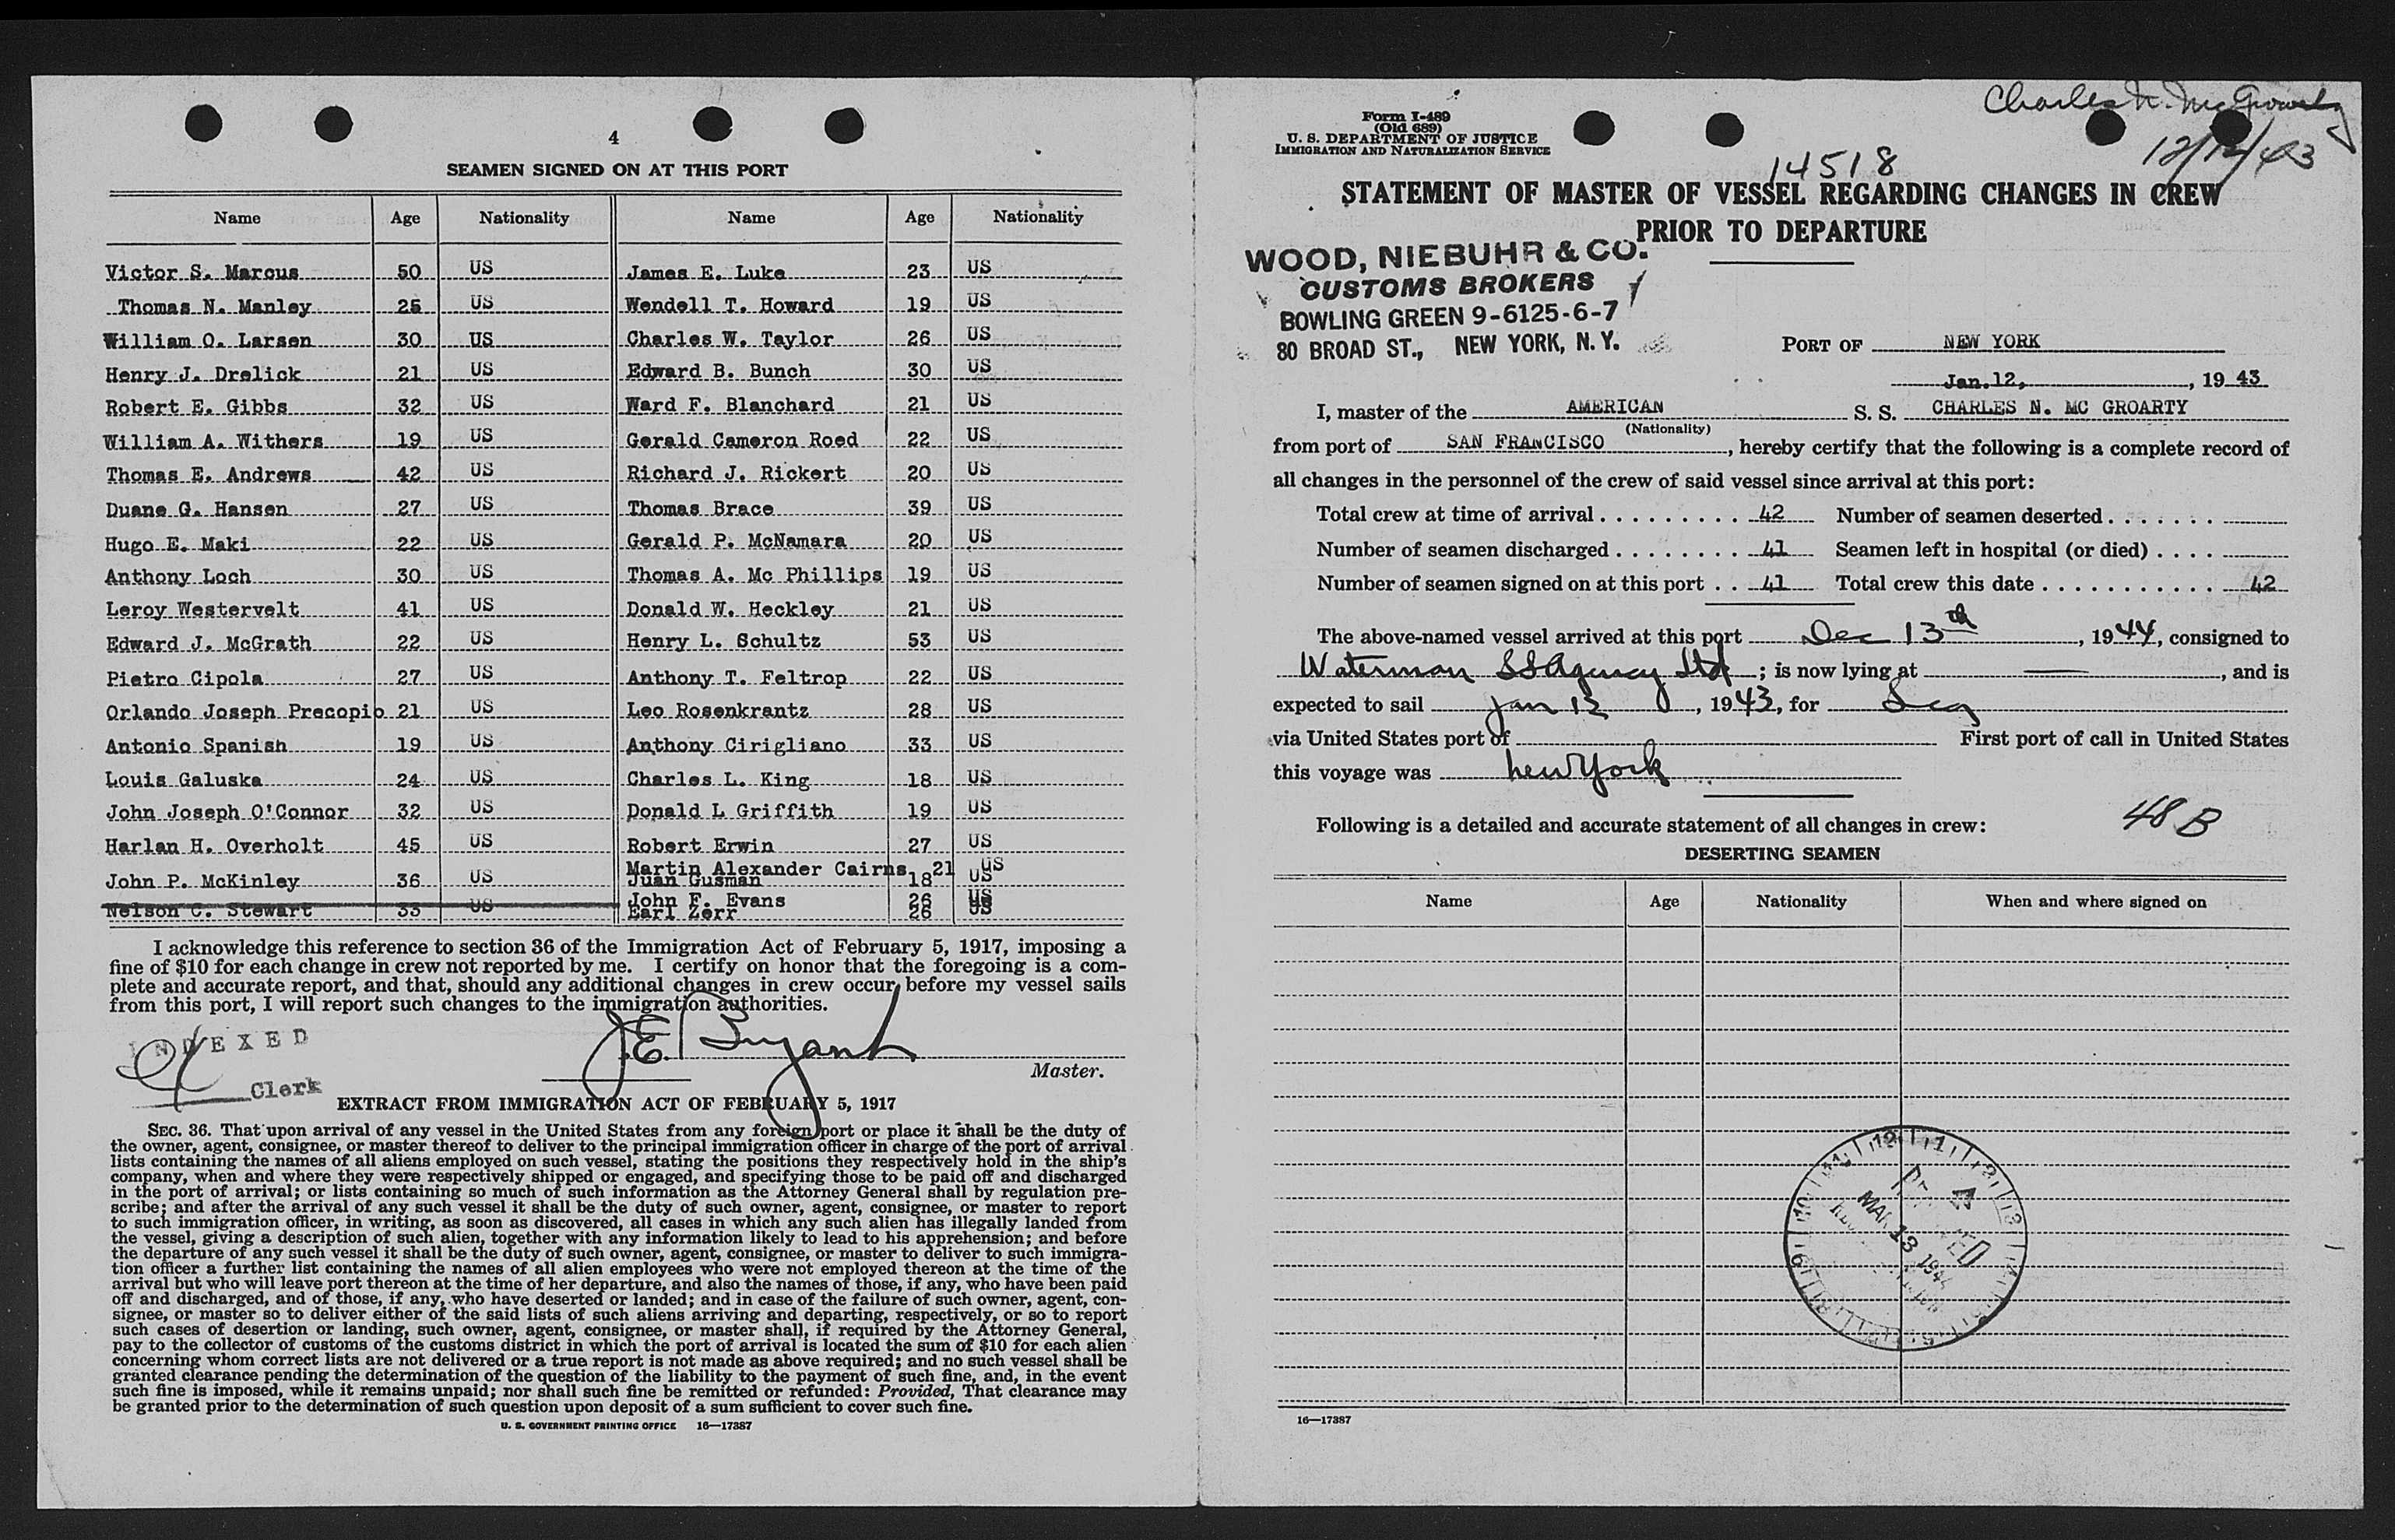 4
SEAMEN SIGNED ON AT THIS PORT
Name Age Nationality Name Age Nationality
Victor S. Marcus 50 US James E. Luke 23 US
Thomas N. Manley 25 US Wendell T. Howard 19 US
William O. Larsen 30 US Charles W. Taylor 26 US
Henry J. Drelick 21 US Edward B. Bunch 30 US
Robert E. Gibbs 32 US Ward F. Blanchard 21 US
William A. Withers 19 US Gerald Cameron Roed 22 US
Thomas E. Andrews 42 US Richard J. Rickert 20 US
Duane G. Hansen 27 US Thomas Brace 39 US
Hugo E. Maki 22 US Gerald P. McNamara 20 US
Anthony Loch 30 US Thomas A. Mc Phillips 19 US
Leroy Westervelt 41 US Donald W. Heckley 21 US
Edward J. McGrath 22 US Henry L. Schultz 53 US
Pietro Cipola 27 US Anthony T. Feltrop 22 US
Orlando Joseph Precopio 21 US Leo Rosenkrantz 28 US
Antonio Spanish 19 US Anthony Cirigliano 33 US
Louis Galuska 24 US Charles L. King 18 US
John Joseph O'Connor 32 US Donald L Griffith 19 US
Harlan H. Overholt 45 US Robert Erwin 27 US
Martin Alexander Cairns 21 US
John P. McKinley 36 US Juan Gusman 18 US
John F. Evans 26 US
Nelson C. Stewart 33 US Earl Zerr 26 US
I acknowledge this reference to section 36 of the Immigration Act of February 5, 1917, imposing a
fine of $10 for each change in crew not reported by me. I certify on honor that the foregoing is a com-
plete and accurate report, and that, should any additional changes in crew occur before my vessel sails
from this port, I will report such changes to the immigration authorities.
INDEXED
J.E. Bryant
Master.
Clerk
EXTRACT FROM IMMIGRATION ACT OF FEBRUARY 5, 1917
SEC. 36. That upon arrival of any vessel in the United States from any foreign port or place it shall be the duty of
the owner, agent, consignee, or master thereof to deliver to the principal immigration officer in charge of the port of arrival
lists containing the names of all aliens employed on such vessel, stating the positions they respectively hold in the ship's
company, when and where they were respectively shipped or engaged, and specifying those to be paid off and discharged
in the port of arrival; or lists containing so much of such information as the Attorney General shall by regulation pre-
scribe; and after the arrival of any such vessel it shall be the duty of such owner, agent, consignee, or master to report
to such immigration officer, in writing, as soon as discovered, all cases in which any such alien has illegally landed from
the vessel, giving a description of such alien, together with any information likely to lead to his apprehension; and before
the departure of any such vessel it shall be the duty of such owner, agent, consignee, or master to deliver to such immigra-
tion officer a further list containing the names of all alien employees who were not employed thereon at the time of the
arrival but who will leave port thereon at the time of her departure, and also the names of those, if any, who have been paid
off and discharged, and of those, if any, who have deserted or landed; and in case of the failure of such owner, agent, con-
signee, or master so to deliver either of the said lists of such aliens arriving and departing, respectively, or so to report
such cases of desertion or landing, such owner, agent, consignee, or master shall, if required by the Attorney General,
pay to the collector of customs of the customs district in which the port of arrival is located the sum of $10 for each alien
concerning whom correct lists are not delivered or a true report is not made as above required; and no such vessel shall be
granted clearance pending the determination of the question of the liability to the payment of such fine, and, in the event
such fine is imposed, while it remains unpaid; nor shall such fine be remitted or refunded: Provided, That clearance may
be granted prior to the determination of such question upon deposit of a sum sufficient to cover such fine.
U. S. GOVERNMENT PRINTING OFFICE 16—17387
Charles N. McGroarty
12/12/43
Form I-489
(Old 689)
U. S. DEPARTMENT OF JUSTICE
IMMIGRATION AND NATURALIZATION SERVICE
14518
STATEMENT OF MASTER OF VESSEL REGARDING CHANGES IN CREW
PRIOR TO DEPARTURE
WOOD, NIEBUHR & CO.
CUSTOMS BROKERS
BOWLING GREEN 9-6125-6-7
80 BROAD ST., NEW YORK, N.Y.
PORT OF NEW YORK
Jan.12, , 19 43
I, master of the AMERICAN S. S. CHARLES N. MC GROARTY
(Nationality)
from port of SAN FRANCISCO , hereby certify that the following is a complete record of
all changes in the personnel of the crew of said vessel since arrival at this port:
Total crew at time of arrival . . . . . . . . . . 42 Number of seamen deserted . . . . . . .
Number of seamen discharged . . . . . . . . 41 Seamen left in hospital (or died) . . . .
Number of seamen signed on at this port . . 41 Total crew this date . . . . . . . . . . . . 42
The above-named vessel arrived at this port Dec 13th , 1944, consigned to
Waterman SS Agency Ltd ; is now lying at — , and is
expected to sail Jan 13 , 1943, for Sea
via United States port of First port of call in United States
this voyage was New York
48 B
Following is a detailed and accurate statement of all changes in crew:
DESERTING SEAMEN
Name Age Nationality When and where signed on
MAR 13 1944
16—17387